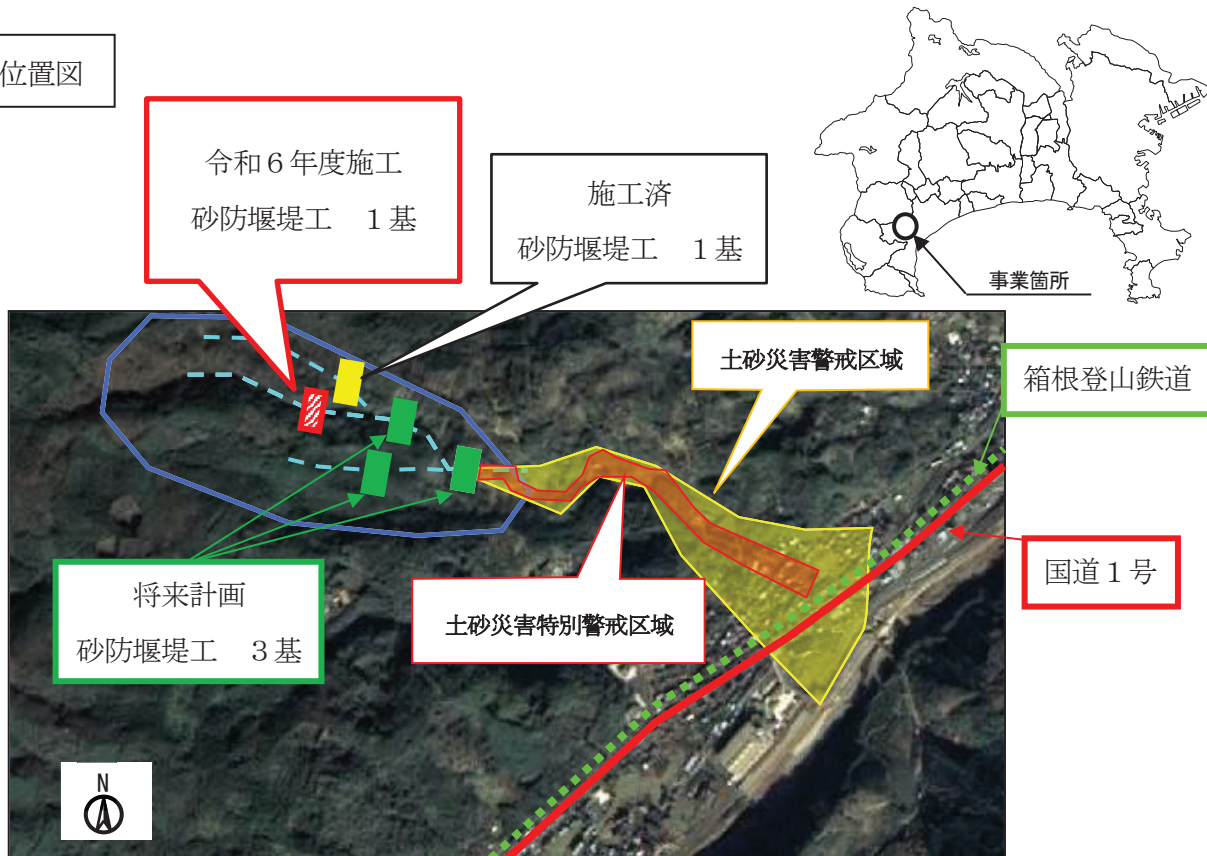 位置図
令和６年度施工
砂防堰堤工　１基
施工済
砂防堰堤工　１基
事業箇所
土砂災害警戒区域
箱根登山鉄道
国道１号
土砂災害特別警戒区域
将来計画
砂防堰堤工　３基
N